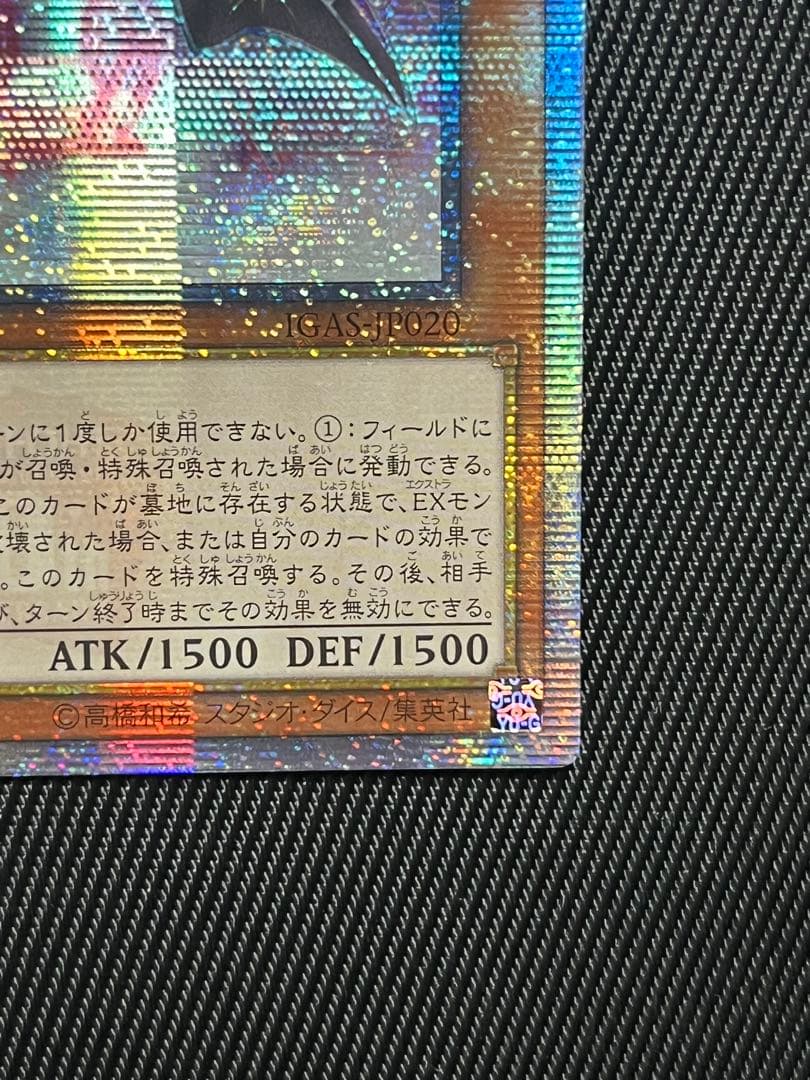 IGAS-JP020
ンに1度しか使用できない。①:フィールドに
が召喚・特殊召喚された場合に発動できる。
このカードが墓地に存在する状態で、EXモン
壊された場合、または自分のカードの効果で
。このカードを特殊召喚する。その後、相手
び、ターン終了時までその効果を無効にできる。
ATK/1500 DEF/1500
©高橋和希 スタジオ・ダイス/集英社